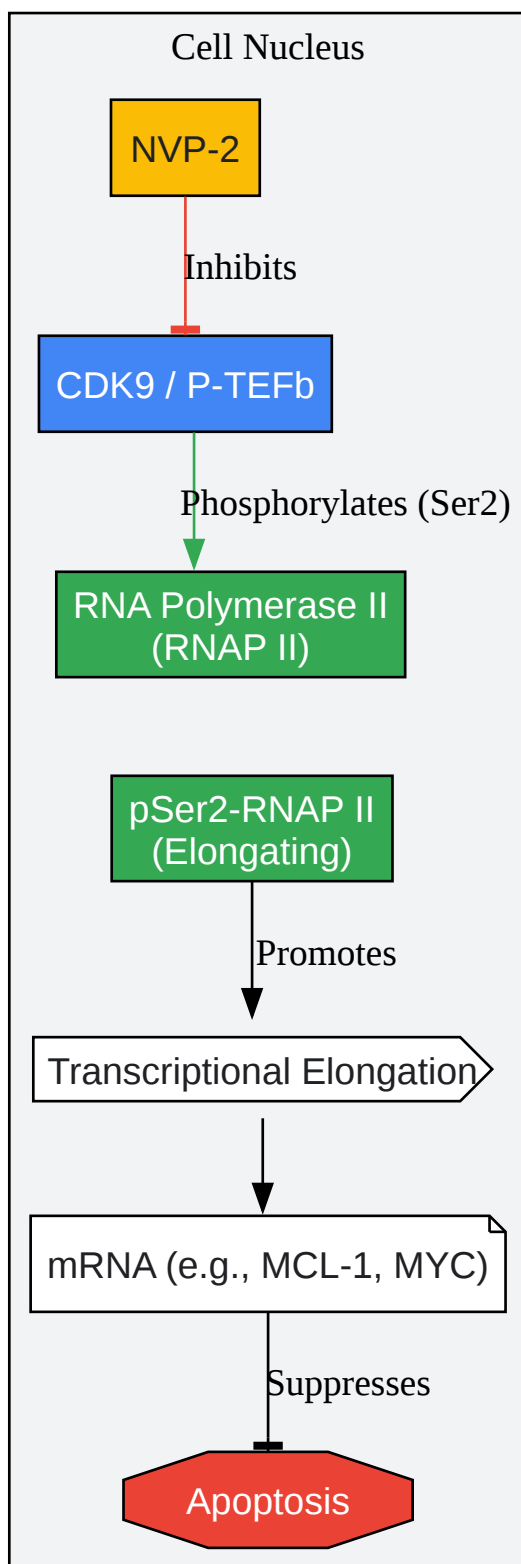 Cell Nucleus
NVP-2
Inhibits
CDK9 / P-TEFb
Phosphorylates (Ser2)
RNA Polymerase II
(RNAP II)
pSer2-RNAP II
(Elongating)
Promotes
Transcriptional Elongation
mRNA (e.g., MCL-1, MYC)
Suppresses
Apoptosis